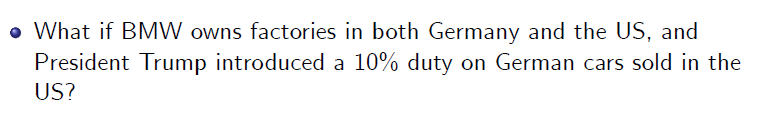 What if BMW owns factories in both Germany and the US, and
President Trump introduced a 10% duty on German cars sold in the
US?